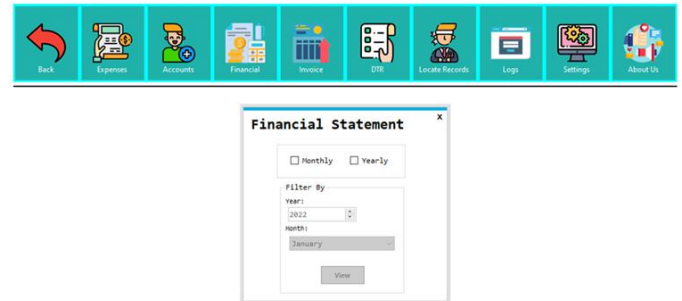 Back Expenses Accounts Financial Invoice DTR Locate Records Logs Settings About Us
x
Financial Statement
Monthly Yearly
Filter By
Year:
2022
Month:
January
View